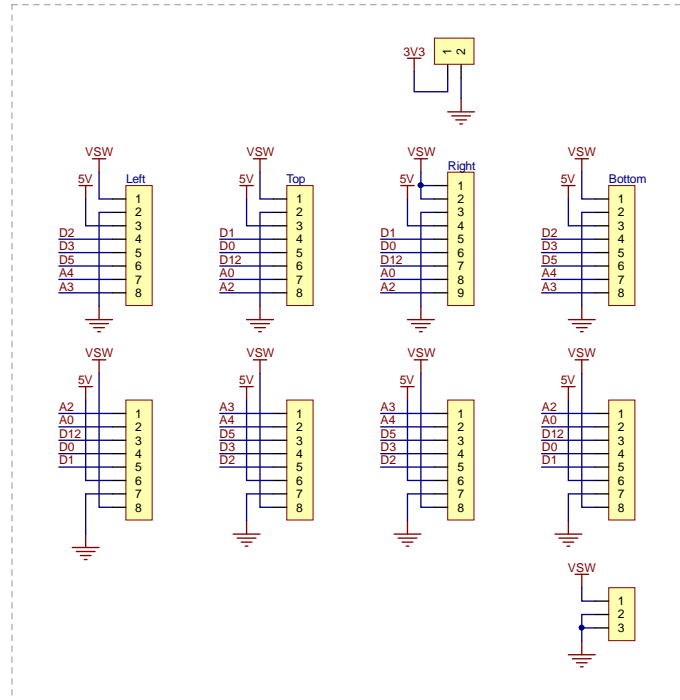 3V3
1 2
VSW
5V
Left
1
2
3
D2 4
D3 5
D5 6
A4 7
A3 8
VSW
5V
Top
1
2
3
D1 4
D0 5
D12 6
A0 7
A2 8
VSW
5V
Right
1
2
3
4
D1 5
D0 6
D12 7
A0 8
A2 9
VSW
5V
Bottom
1
2
3
D2 4
D3 5
D5 6
A4 7
A3 8
VSW
5V
A2 1
A0 2
D12 3
D0 4
D1 5
6
7
8
VSW
5V
A3 1
A4 2
D5 3
D3 4
D2 5
6
7
8
VSW
5V
A3 1
A4 2
D5 3
D3 4
D2 5
6
7
8
VSW
5V
A2 1
A0 2
D12 3
D0 4
D1 5
6
7
8
VSW
1
2
3